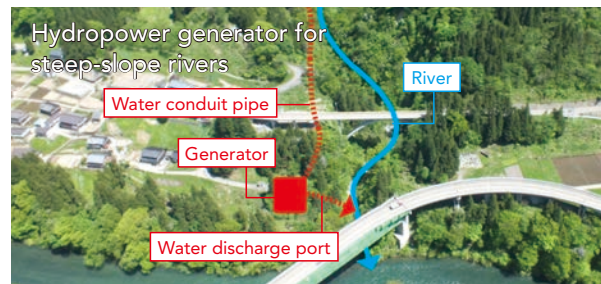 Hydropower generator for
steep-slope rivers
River
Water conduit pipe
Generator
Water discharge port